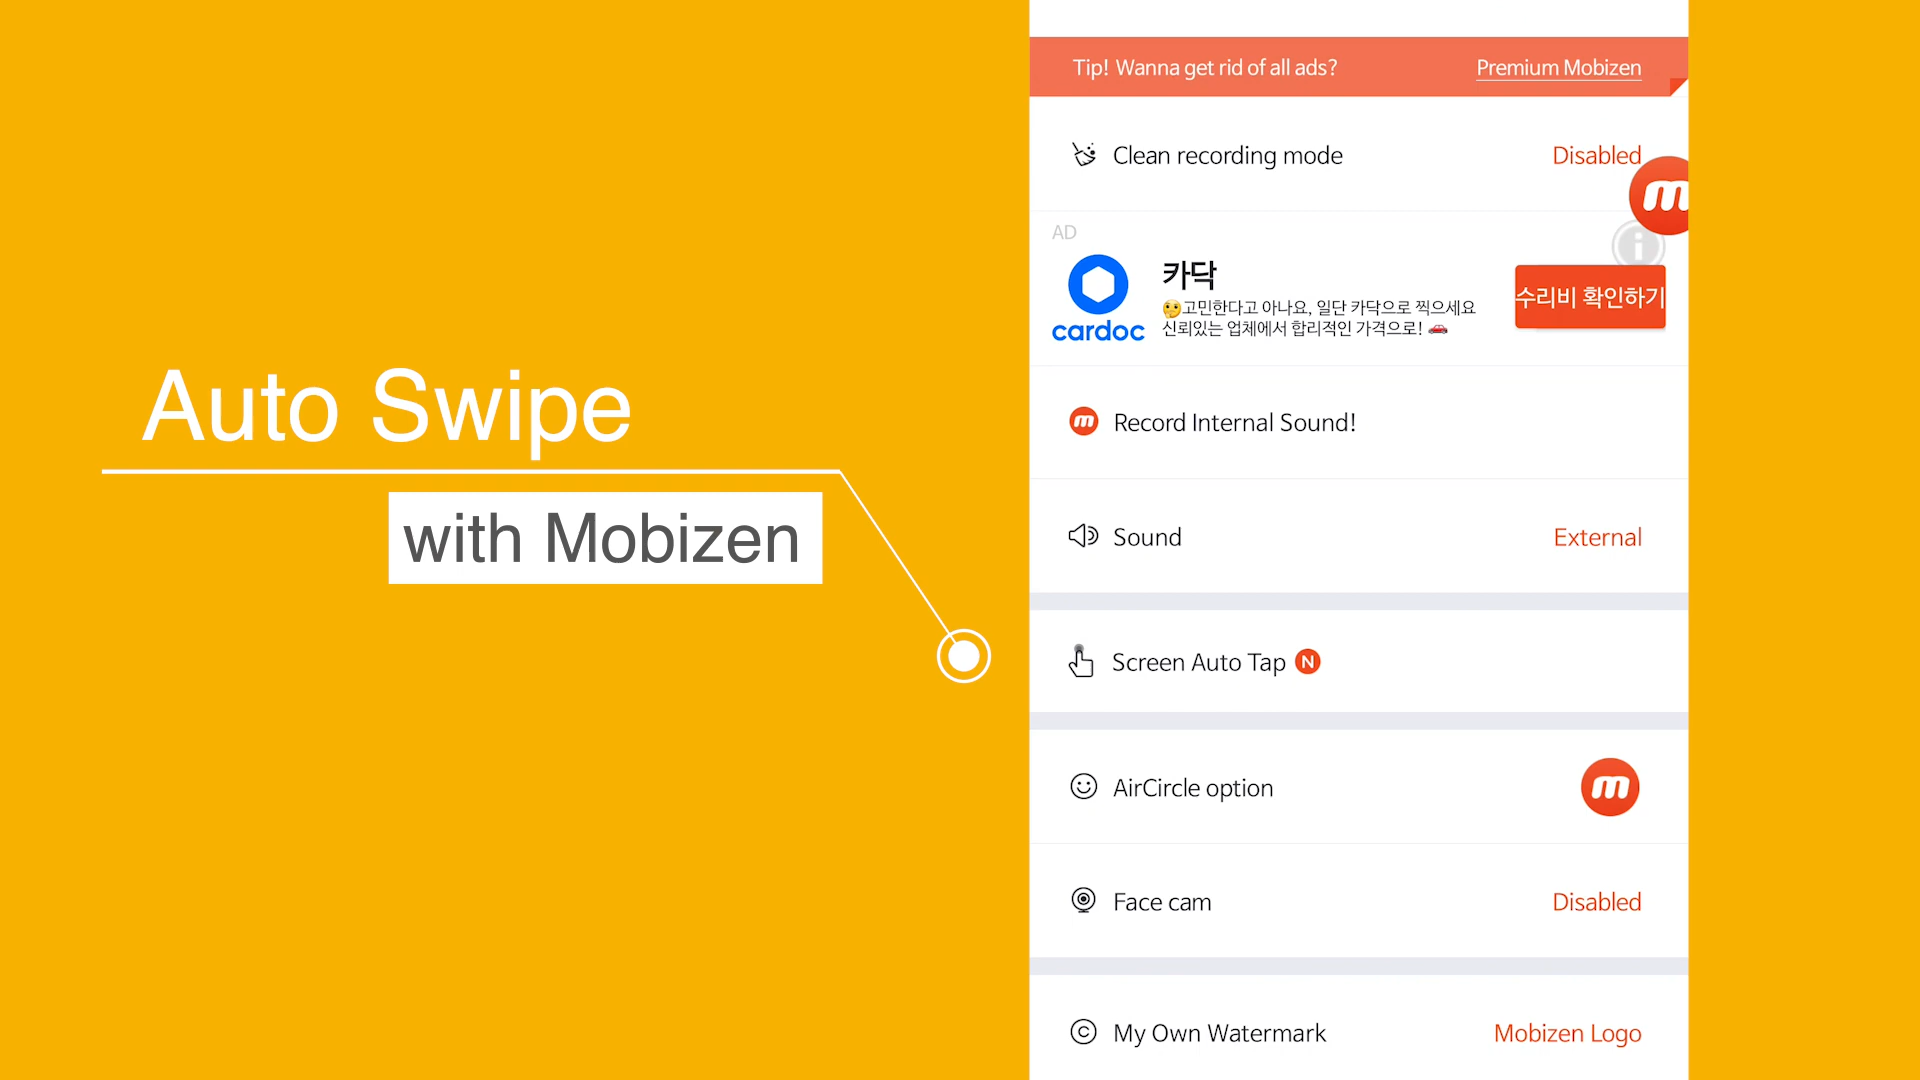 Auto Swipe
with Mobizen
Tip! Wanna get rid of all ads? Premium Mobizen
Clean recording mode Disabled
m
AD
cardoc
카닥
🤔고민한다고 아나요, 일단 카닥으로 찍으세요
신뢰있는 업체에서 합리적인 가격으로! 🚗
수리비 확인하기
m Record Internal Sound!
Sound External
Screen Auto Tap N
AirCircle option m
Face cam Disabled
© My Own Watermark Mobizen Logo